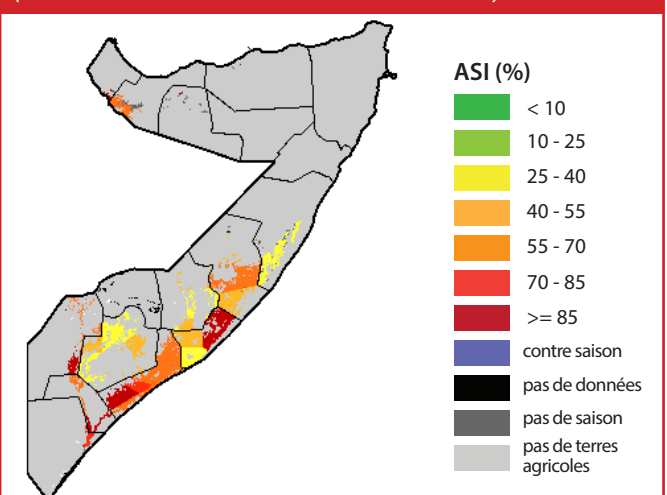 ASI (%)
< 10
10 - 25
25 - 40
40 - 55
55 - 70
70 - 85
>= 85
contre saison
pas de données
pas de saison
pas de terres
agricoles